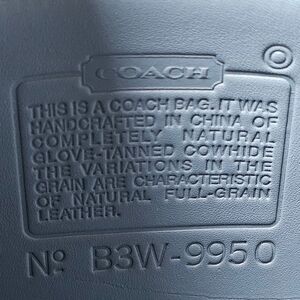 COACH
THIS IS A COACH BAG. IT WAS
HANDCRAFTED IN CHINA OF
COMPLETELY NATURAL
GLOVE-TANNED COWHIDE
THE VARIATIONS IN THE
GRAIN ARE CHARACTERISTIC
OF NATURAL FULL-GRAIN
LEATHER.
Nº B3W-9950